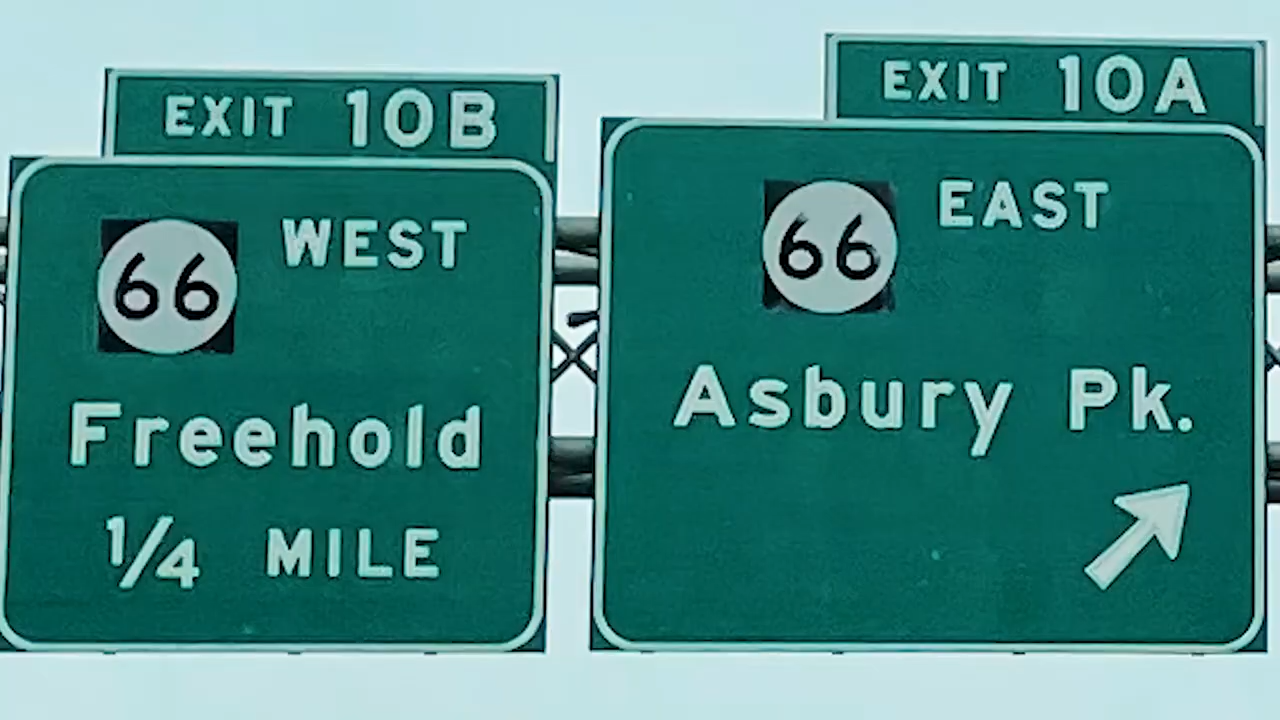 EXIT 10B
66 WEST
Freehold
1/4 MILE
EXIT 10A
66 EAST
Asbury Pk.